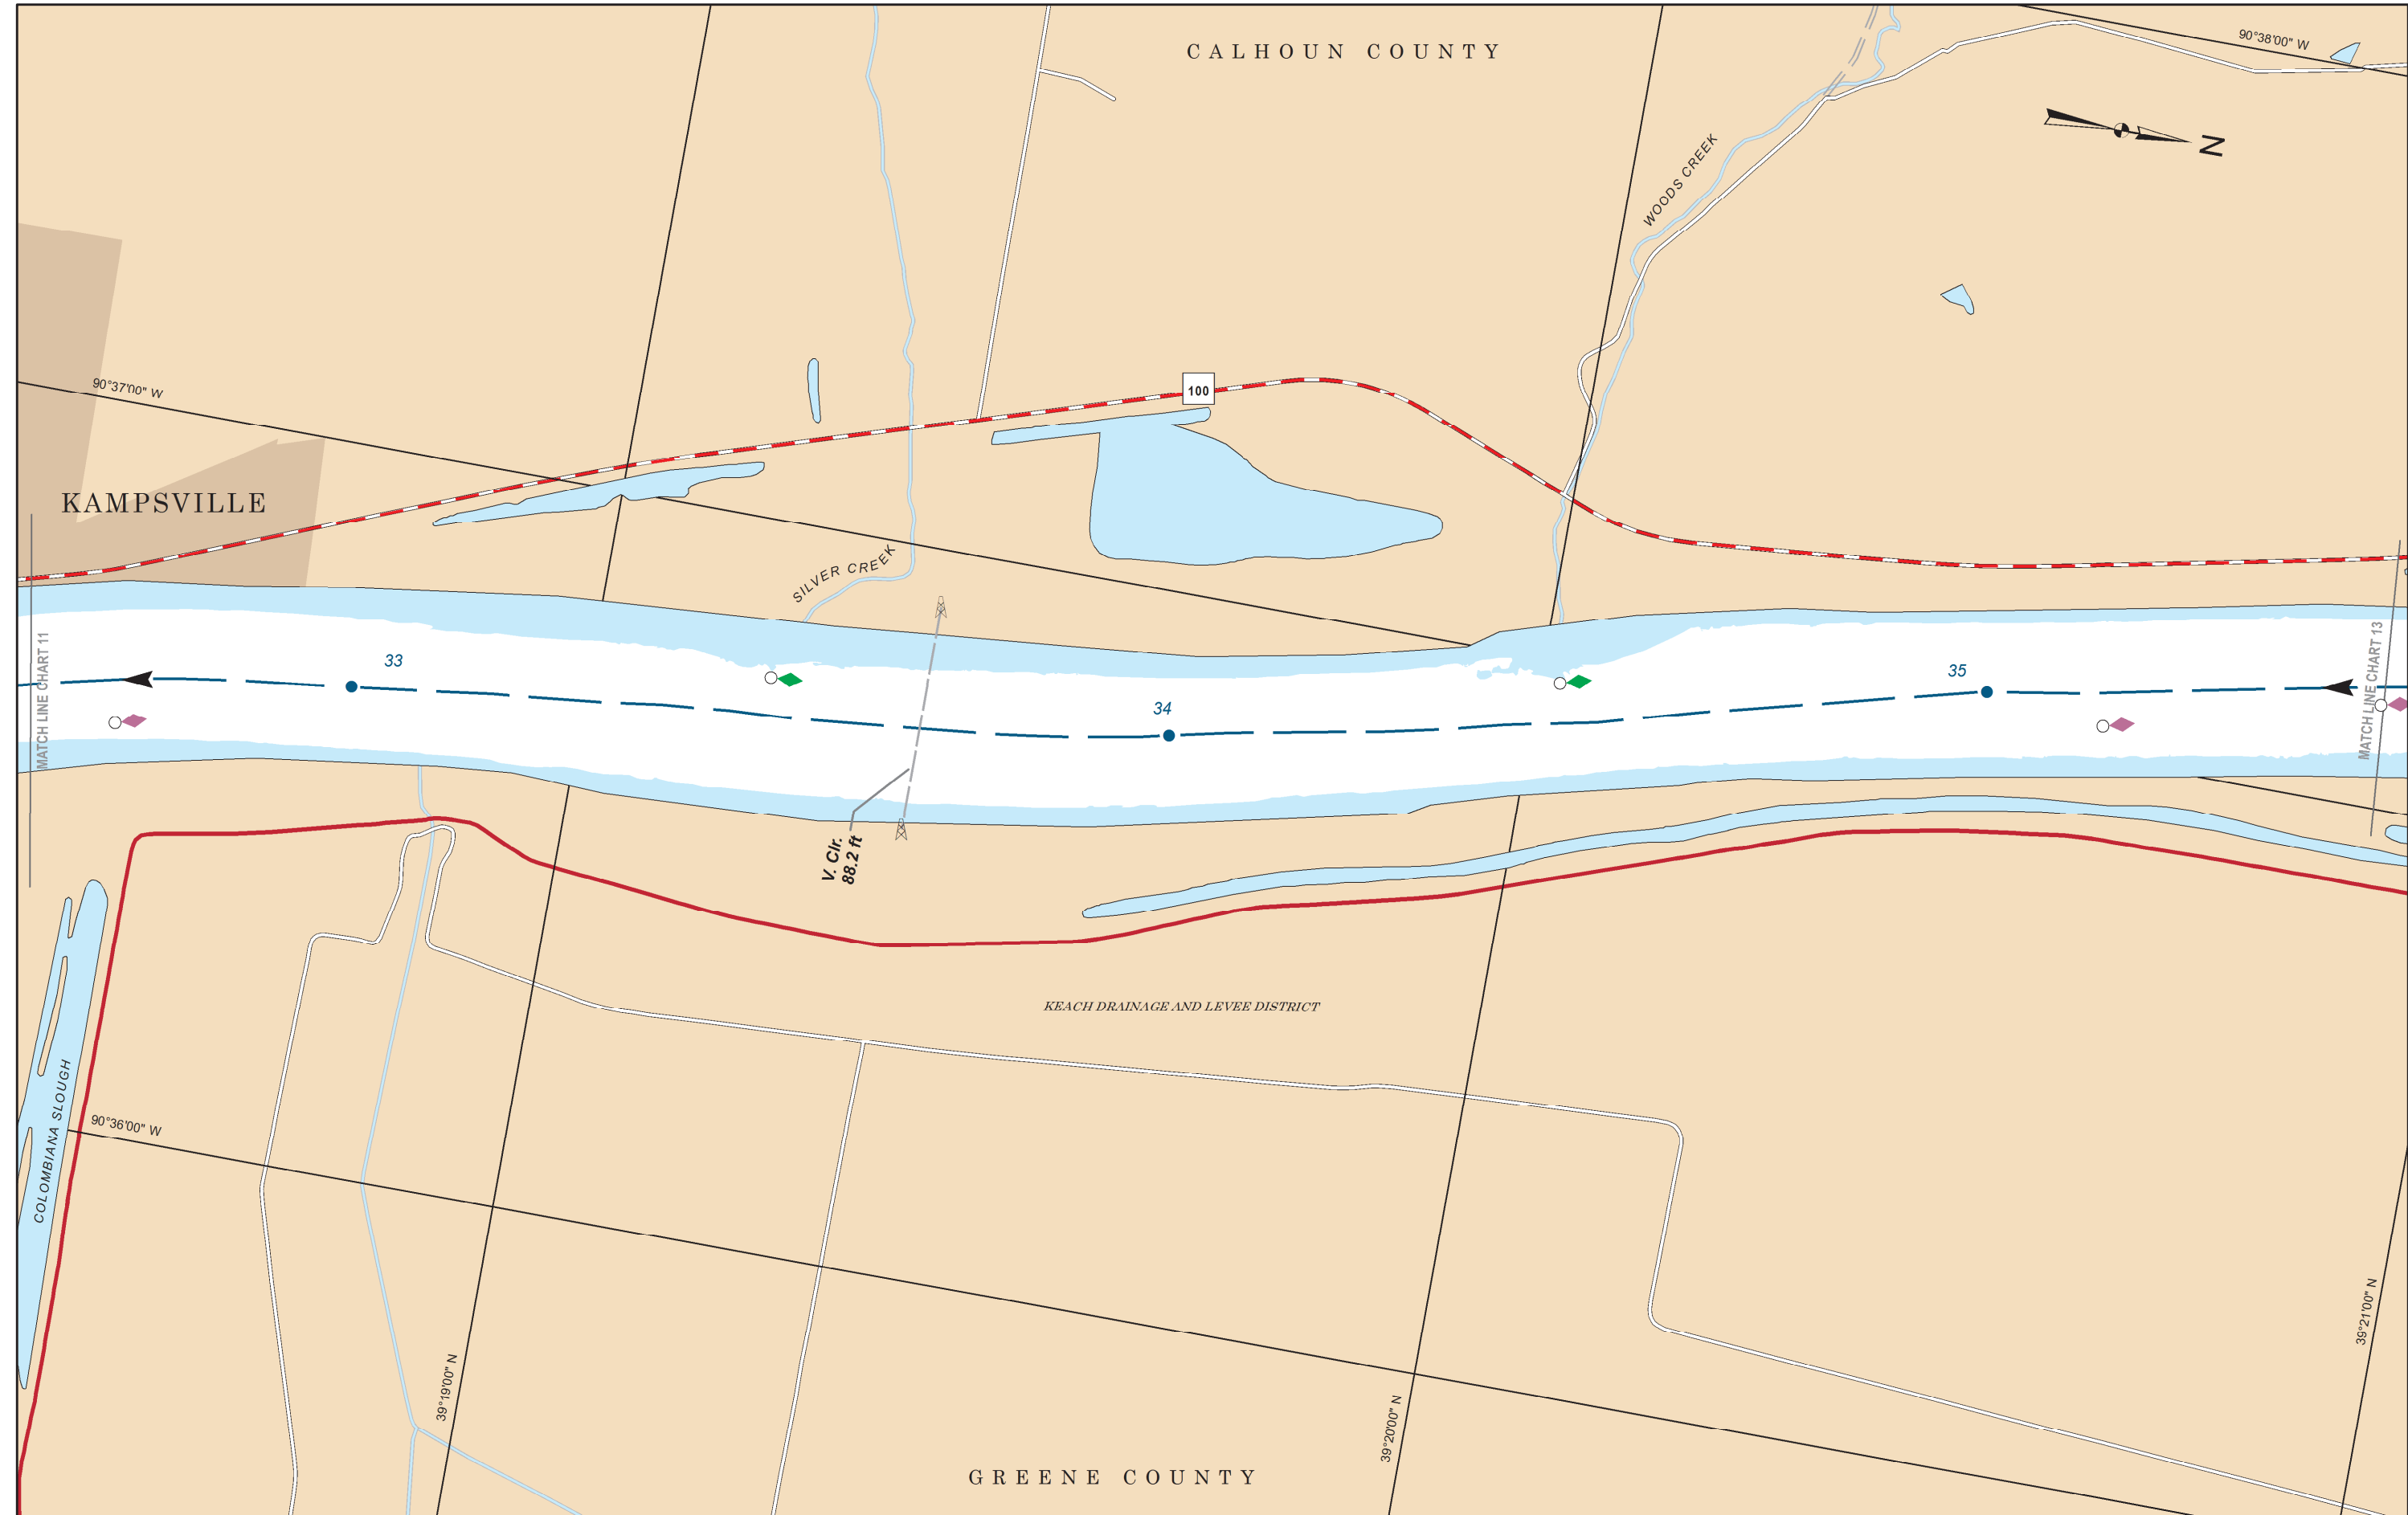 CALHOUN COUNTY
90°38'00" W
N
WOODS CREEK
90°37'00" W
100
KAMPSVILLE
SILVER CREEK
MATCH LINE CHART 11
33
34
35
MATCH LINE CHART 13
V. Clr.
88.2 ft
KEACH DRAINAGE AND LEVEE DISTRICT
COLOMBIANA SLOUGH
90°36'00" W
39°19'00" N
39°20'00" N
39°21'00" N
GREENE COUNTY